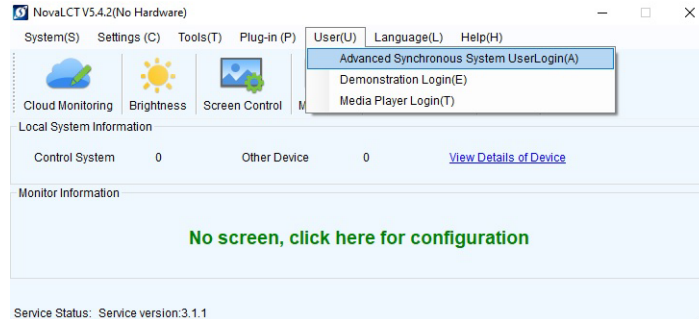 NovaLCT V5.4.2(No Hardware)
System(S) Settings (C) Tools(T) Plug-in (P) User(U) Language(L) Help(H)
Advanced Synchronous System UserLogin(A)
Demonstration Login(E)
Media Player Login(T)
Cloud Monitoring Brightness Screen Control
Local System Information
Control System 0 Other Device 0 View Details of Device
Monitor Information
No screen, click here for configuration
Service Status: Service version:3.1.1